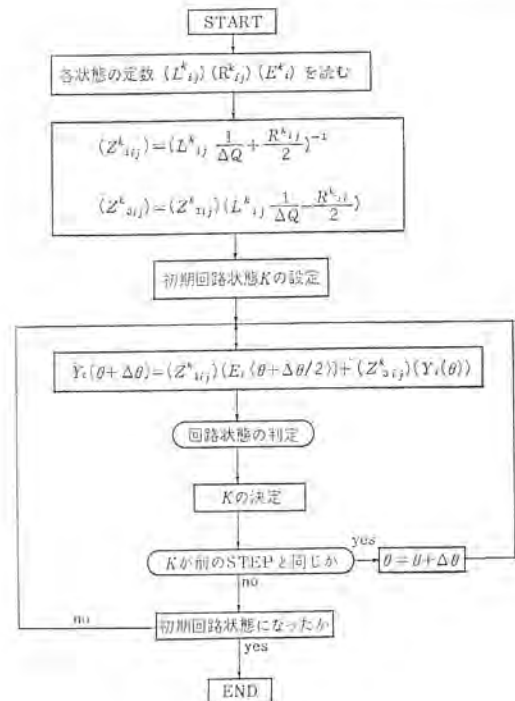 START
各状態の定数 (L^k_ij) (R^k_ij) (E^k_i) を読む
(Z^k_1ij)=(L^k_ij 1/ΔQ + R^k_ij/2)^-1
(Z^k_2ij)=(Z^k_1ij)(L^k_ij 1/ΔQ − R^k_ij/2)
初期回路状態Kの設定
Y_i(θ+Δθ)=(Z^k_1ij)(E_i(θ+Δθ/2))+(Z^k_2ij)(Y_i(θ))
回路状態の判定
Kの決定
Kが前のSTEPと同じか
yes
θ=θ+Δθ
no
初期回路状態になったか
no
yes
END